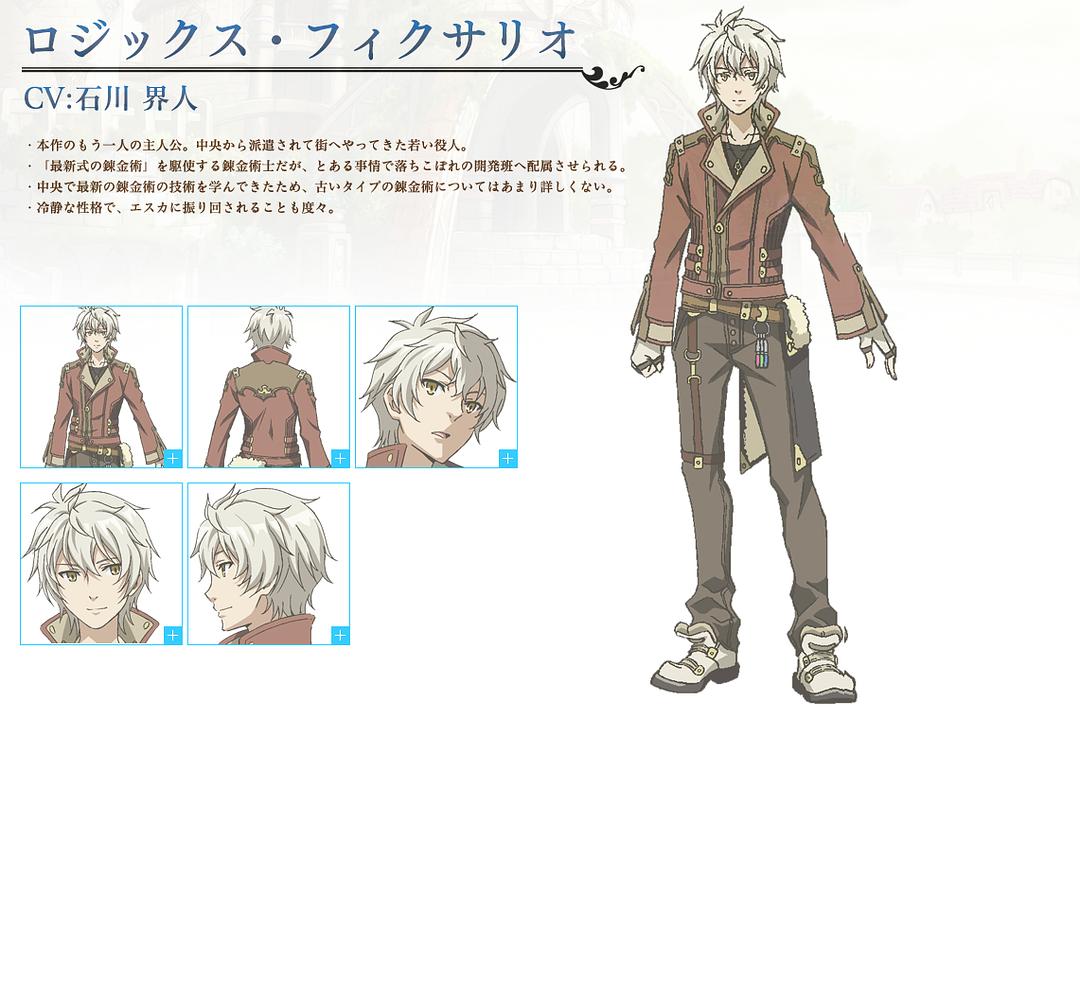 ロジックス・フィクサリオ
CV:石川 界人
・本作のもう一人の主人公。中央から派遣されて街へやってきた若い役人。
・「最新式の錬金術」を駆使する錬金術士だが、とある事情で落ちこぼれの開発班へ配属させられる。
・中央で最新の錬金術の技術を学んできたため、古いタイプの錬金術についてはあまり詳しくない。
・冷静な性格で、エスカに振り回されることも度々。